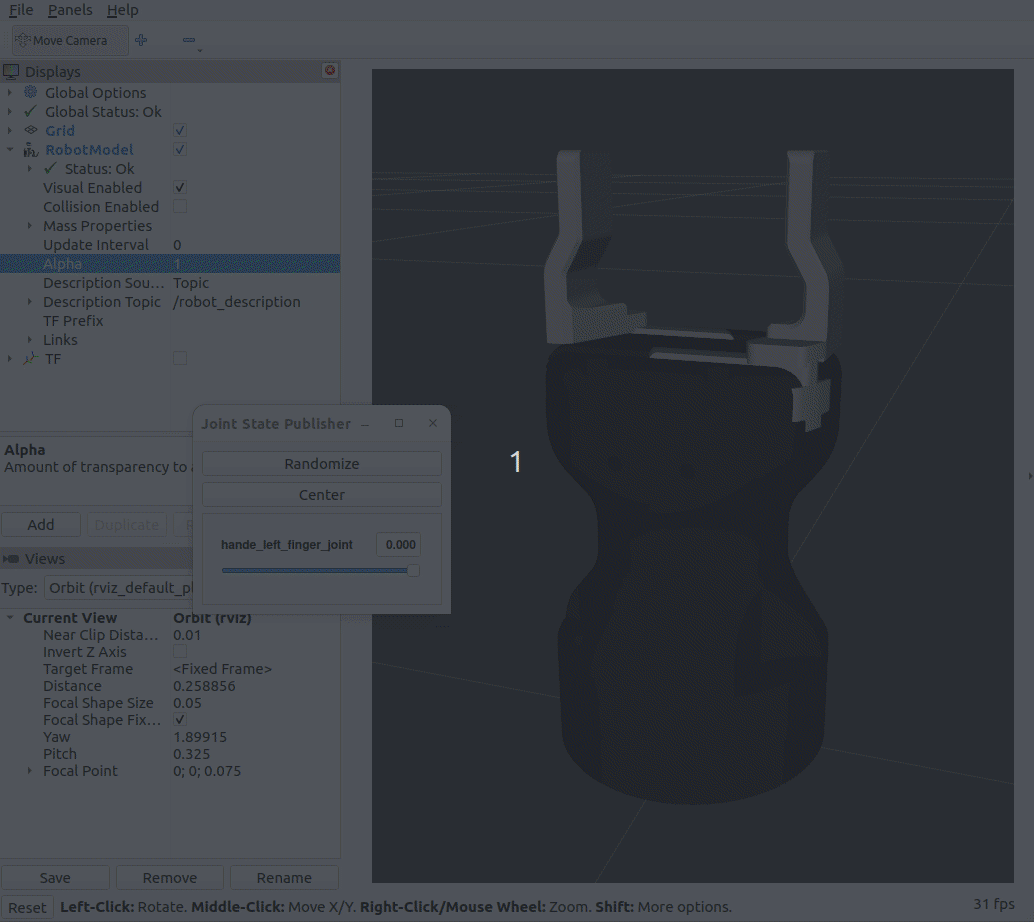 File Panels Help
Move Camera
Displays
Global Options
Global Status: Ok
Grid
RobotModel
Status: Ok
Visual Enabled
Collision Enabled
Mass Properties
Update Interval 0
Alpha 1
Description Sou... Topic
Description Topic /robot_description
TF Prefix
Links
TF
Alpha
Amount of transparency to
Add Duplicate
Views
Type: Orbit (rviz_default_pl
Current View Orbit (rviz)
Near Clip Dista... 0.01
Invert Z Axis
Target Frame <Fixed Frame>
Distance 0.258856
Focal Shape Size 0.05
Focal Shape Fix...
Yaw 1.89915
Pitch 0.325
Focal Point 0; 0; 0.075
Save Remove Rename
Reset Left-Click: Rotate. Middle-Click: Move X/Y. Right-Click/Mouse Wheel: Zoom. Shift: More options. 31 fps
Joint State Publisher
Randomize
Center
hande_left_finger_joint 0.000
1